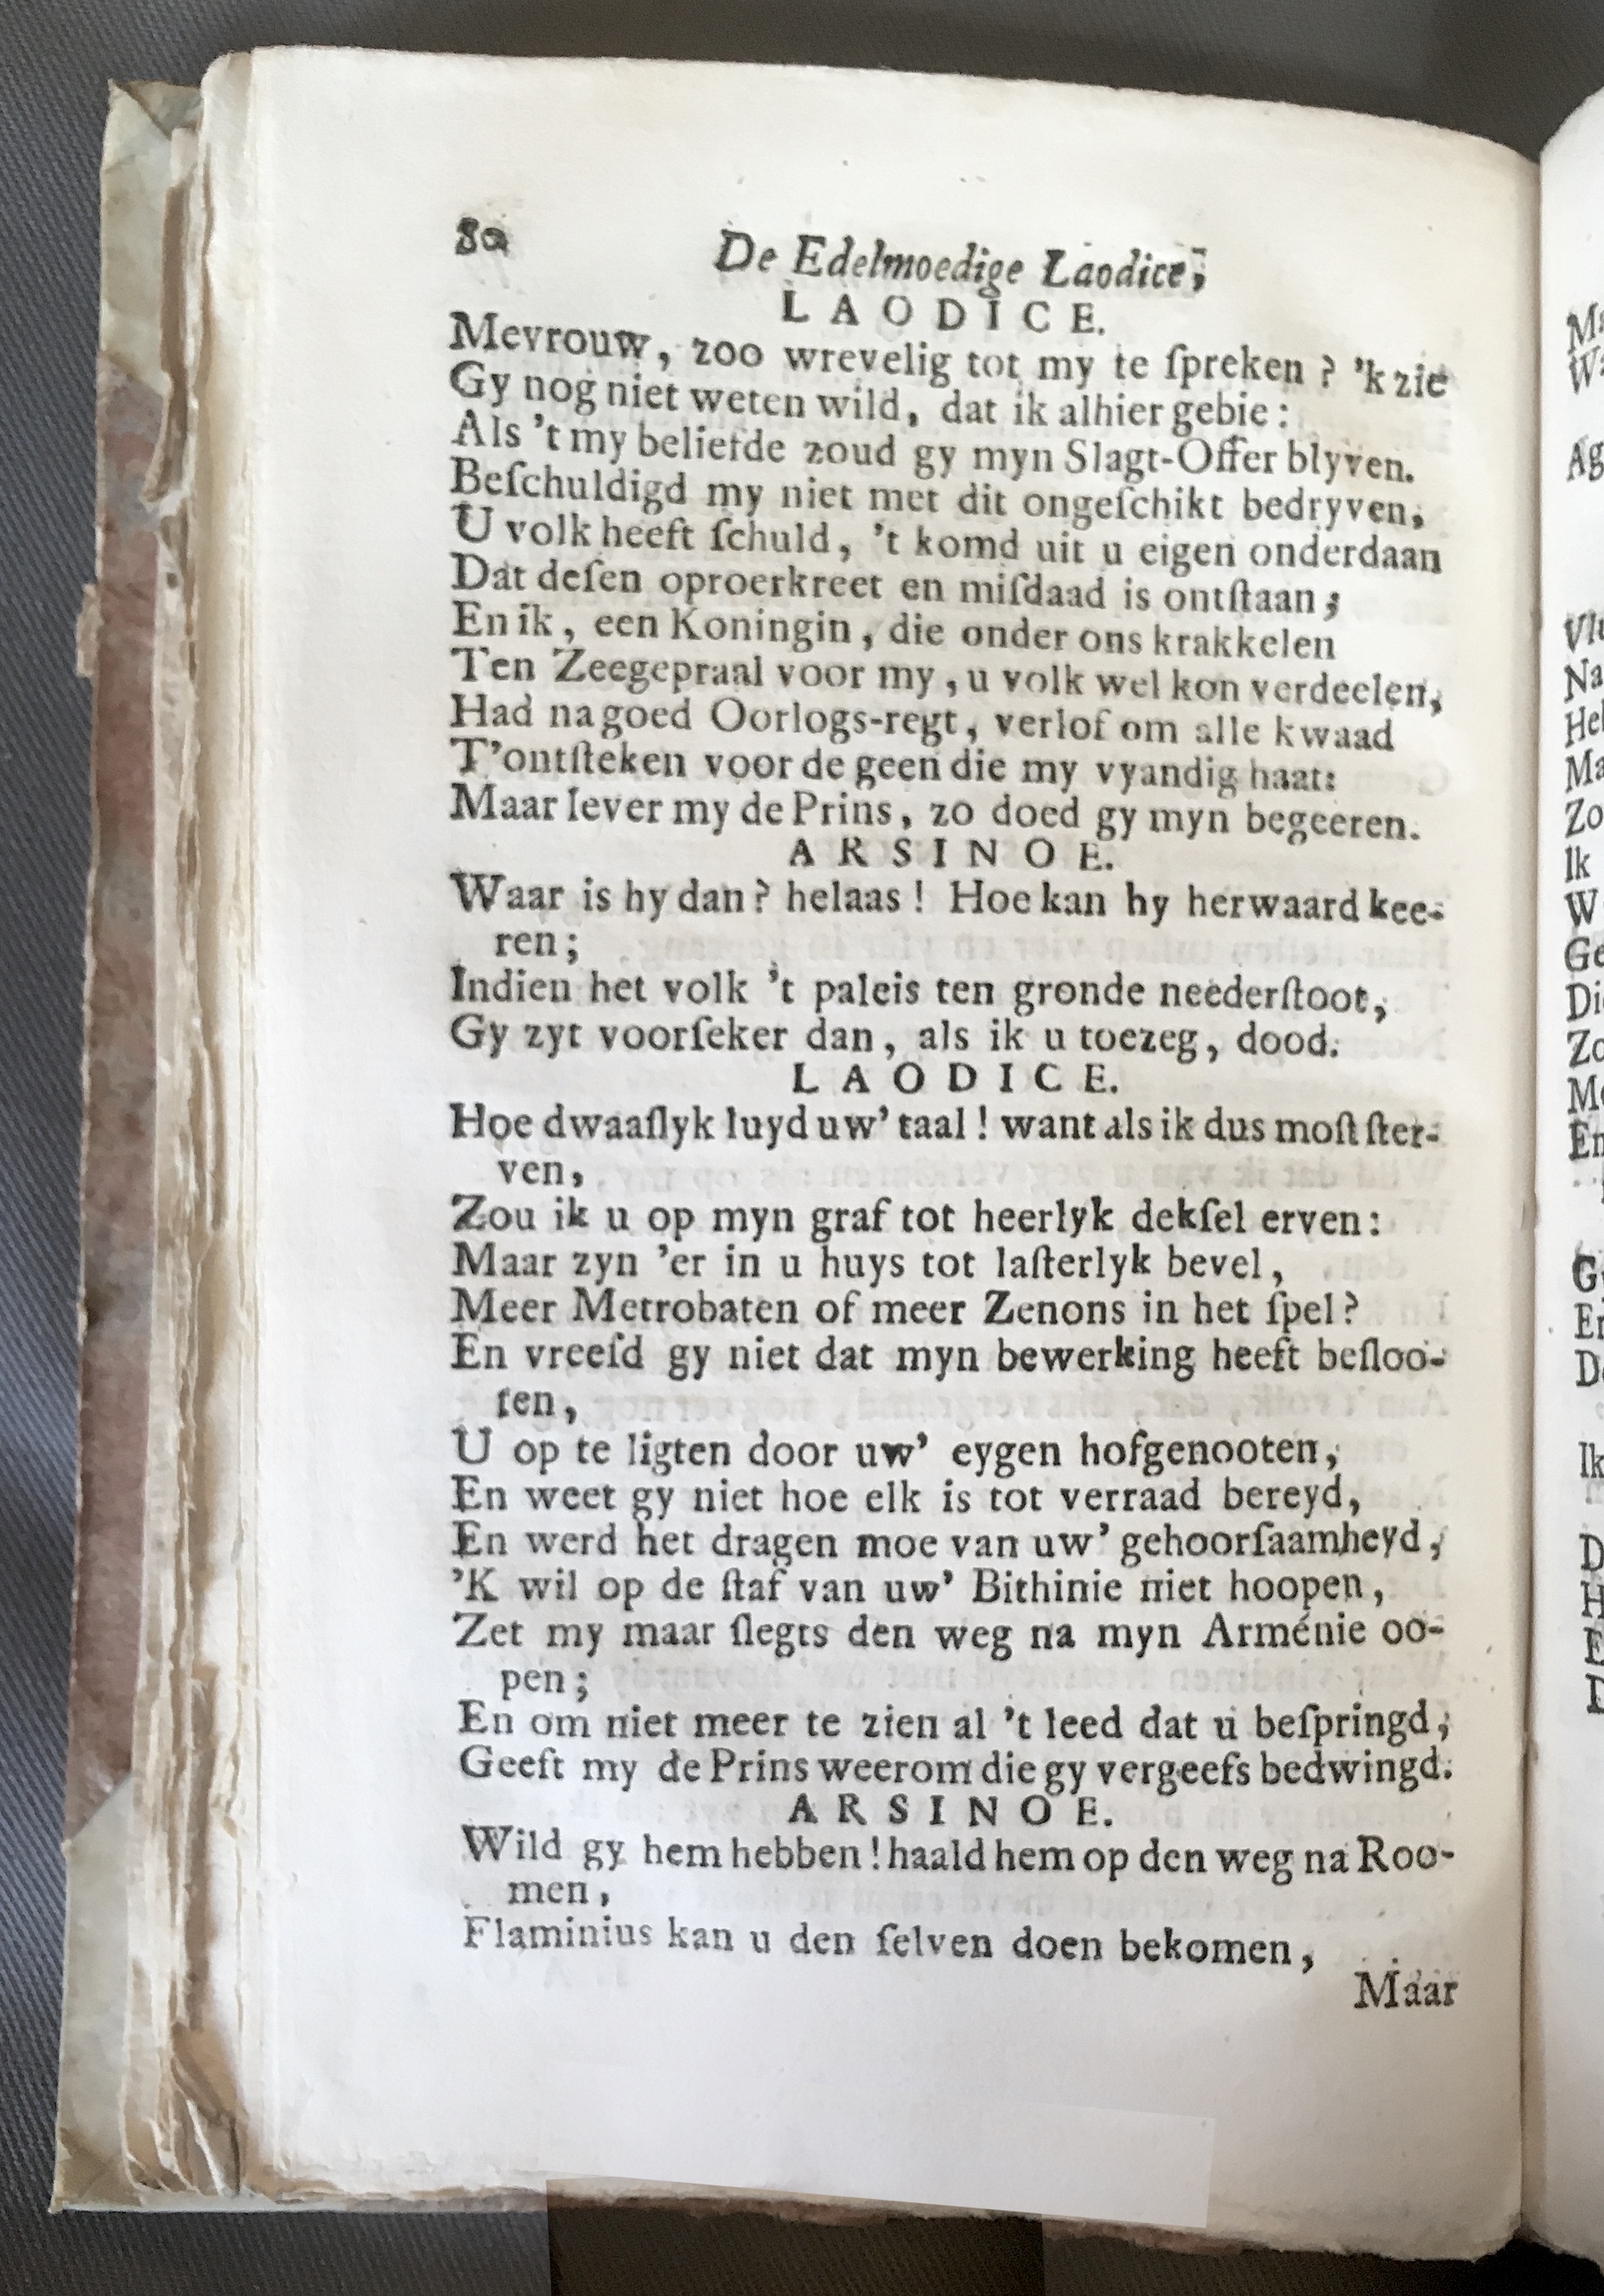 80 De Edelmoedige Laodice,
LAODICE.
Mevrouw, zoo wrevelig tot my te ſpreken? 'k zie
Gy nog niet weten wild, dat ik alhier gebie:
Als 't my beliefde zoud gy myn Slagt-Offer blyven.
Beſchuldigd my niet met dit ongeſchikt bedryven,
U volk heeft ſchuld, 't komd uit u eigen onderdaan
Dat deſen oproerkreet en miſdaad is ontſtaan;
En ik, een Koningin, die onder ons krakkelen
Ten Zeegepraal voor my, u volk wel kon verdeelen,
Had na goed Oorlogs-regt, verlof om alle kwaad
T'ontſteken voor de geen die my vyandig haat:
Maar lever my de Prins, zo doed gy myn begeeren.
ARSINOE.
Waar is hy dan? helaas! Hoe kan hy herwaard kee-
ren;
Indien het volk 't paleis ten gronde neederſtoot,
Gy zyt voorſeker dan, als ik u toezeg, dood.
LAODICE.
Hoe dwaaſlyk luyd uw' taal! want als ik dus moſt ſter-
ven,
Zou ik u op myn graf tot heerlyk dekſel erven:
Maar zyn 'er in u huys tot laſterlyk bevel,
Meer Metrobaten of meer Zenons in het ſpel?
En vreeſd gy niet dat myn bewerking heeft beſloo-
ten,
U op te ligten door uw' eygen hofgenooten,
En weet gy niet hoe elk is tot verraad bereyd,
En werd het dragen moe van uw' gehoorſaamheyd,
'K wil op de ſtaf van uw' Bithinie niet hoopen,
Zet my maar ſlegts den weg na myn Arménie oo-
pen;
En om niet meer te zien al 't leed dat u beſpringd,
Geeft my de Prins weerom die gy vergeefs bedwingd.
ARSINOE.
Wild gy hem hebben! haald hem op den weg na Roo-
men,
Flaminius kan u den ſelven doen bekomen,
Maar